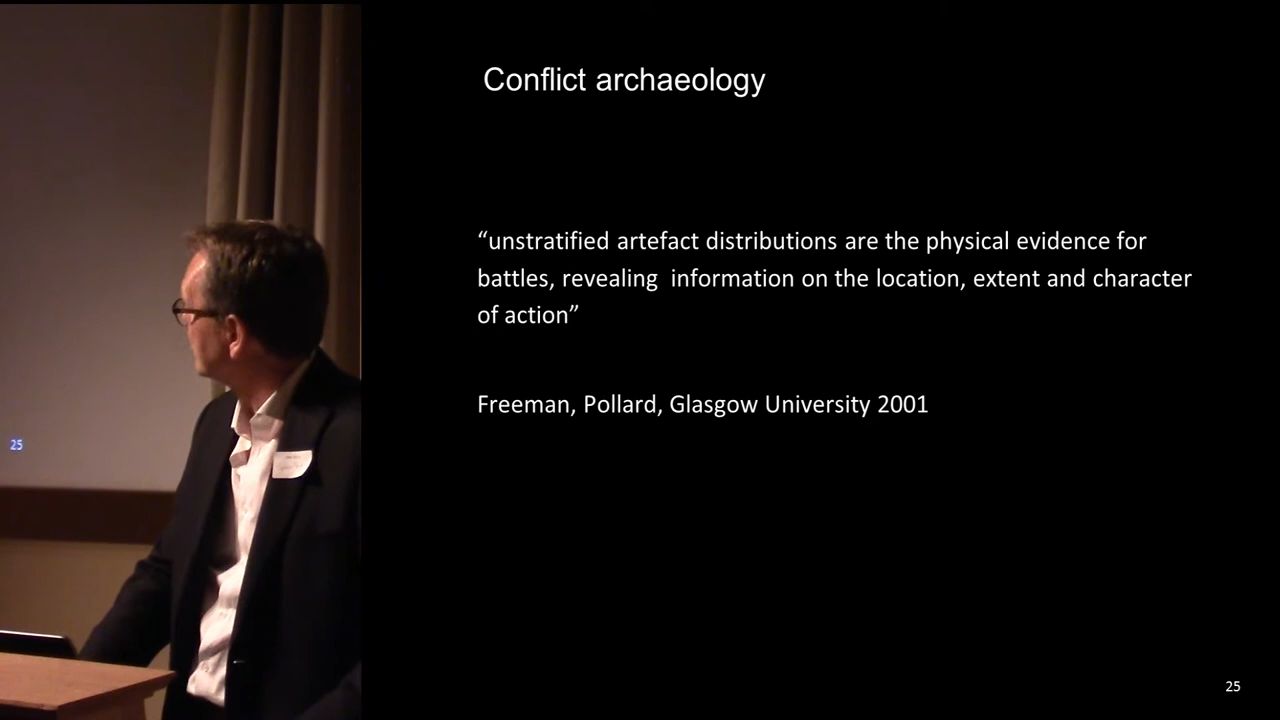 Conflict archaeology
“unstratified artefact distributions are the physical evidence for
battles, revealing  information on the location, extent and character
of action”
Freeman, Pollard, Glasgow University 2001
25
25